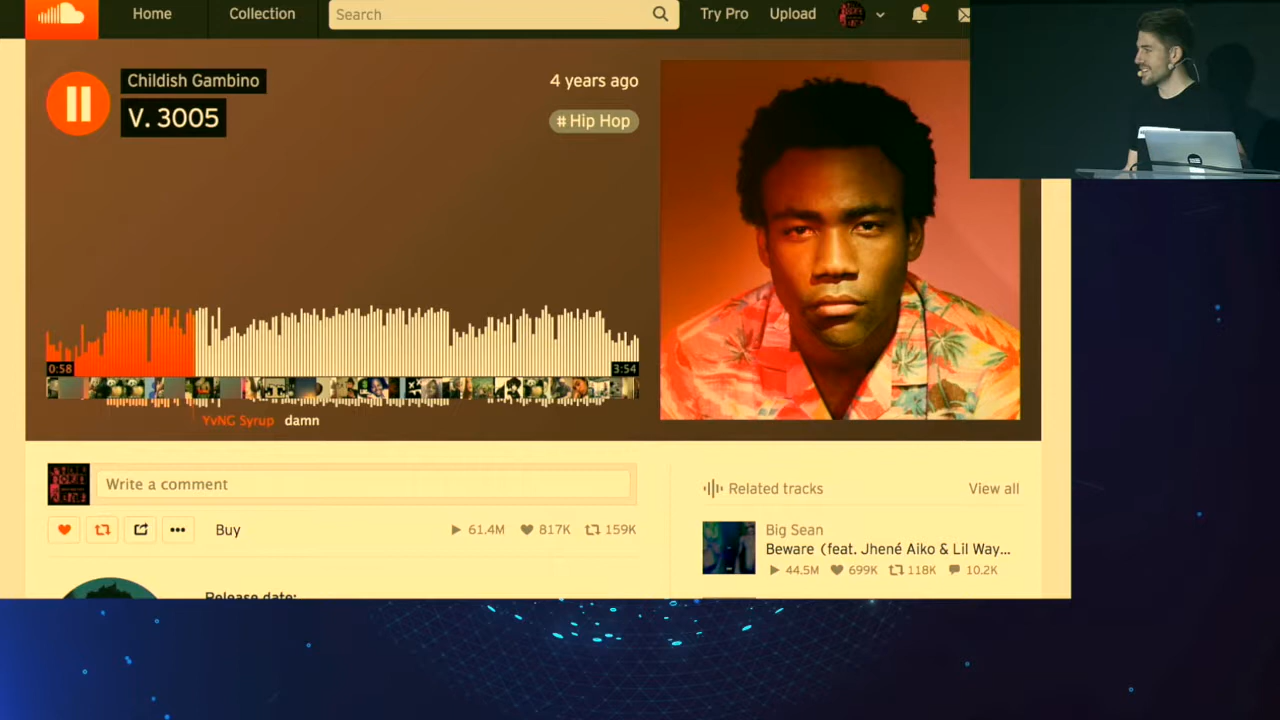 Home
Collection
Search
Try Pro
Upload
Childish Gambino
4 years ago
V. 3005
# Hip Hop
0:58
3:54
YvNG Syrup damn
Write a comment
Related tracks
View all
Buy
61.4M
817K
159K
Big Sean
Beware (feat. Jhené Aiko & Lil Way...
44.5M
699K
118K
10.2K
Release date: